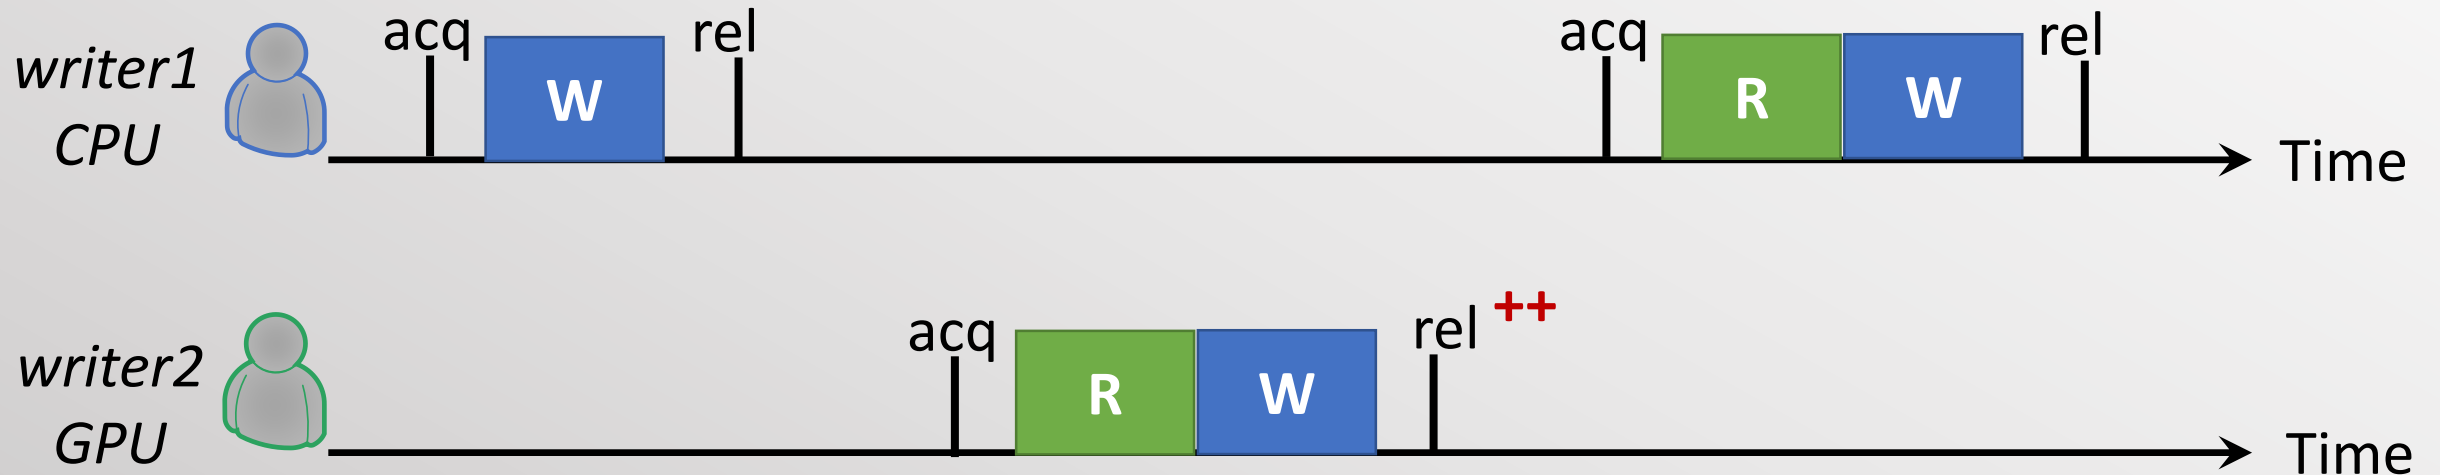 writer1
CPU
acq
W
rel
acq
R
W
rel
Time
writer2
GPU
acq
R
W
rel ++
Time